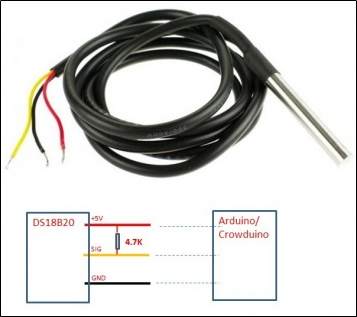 DS18B20
+5V
4.7K
SIG
GND
Arduino/
Crowduino